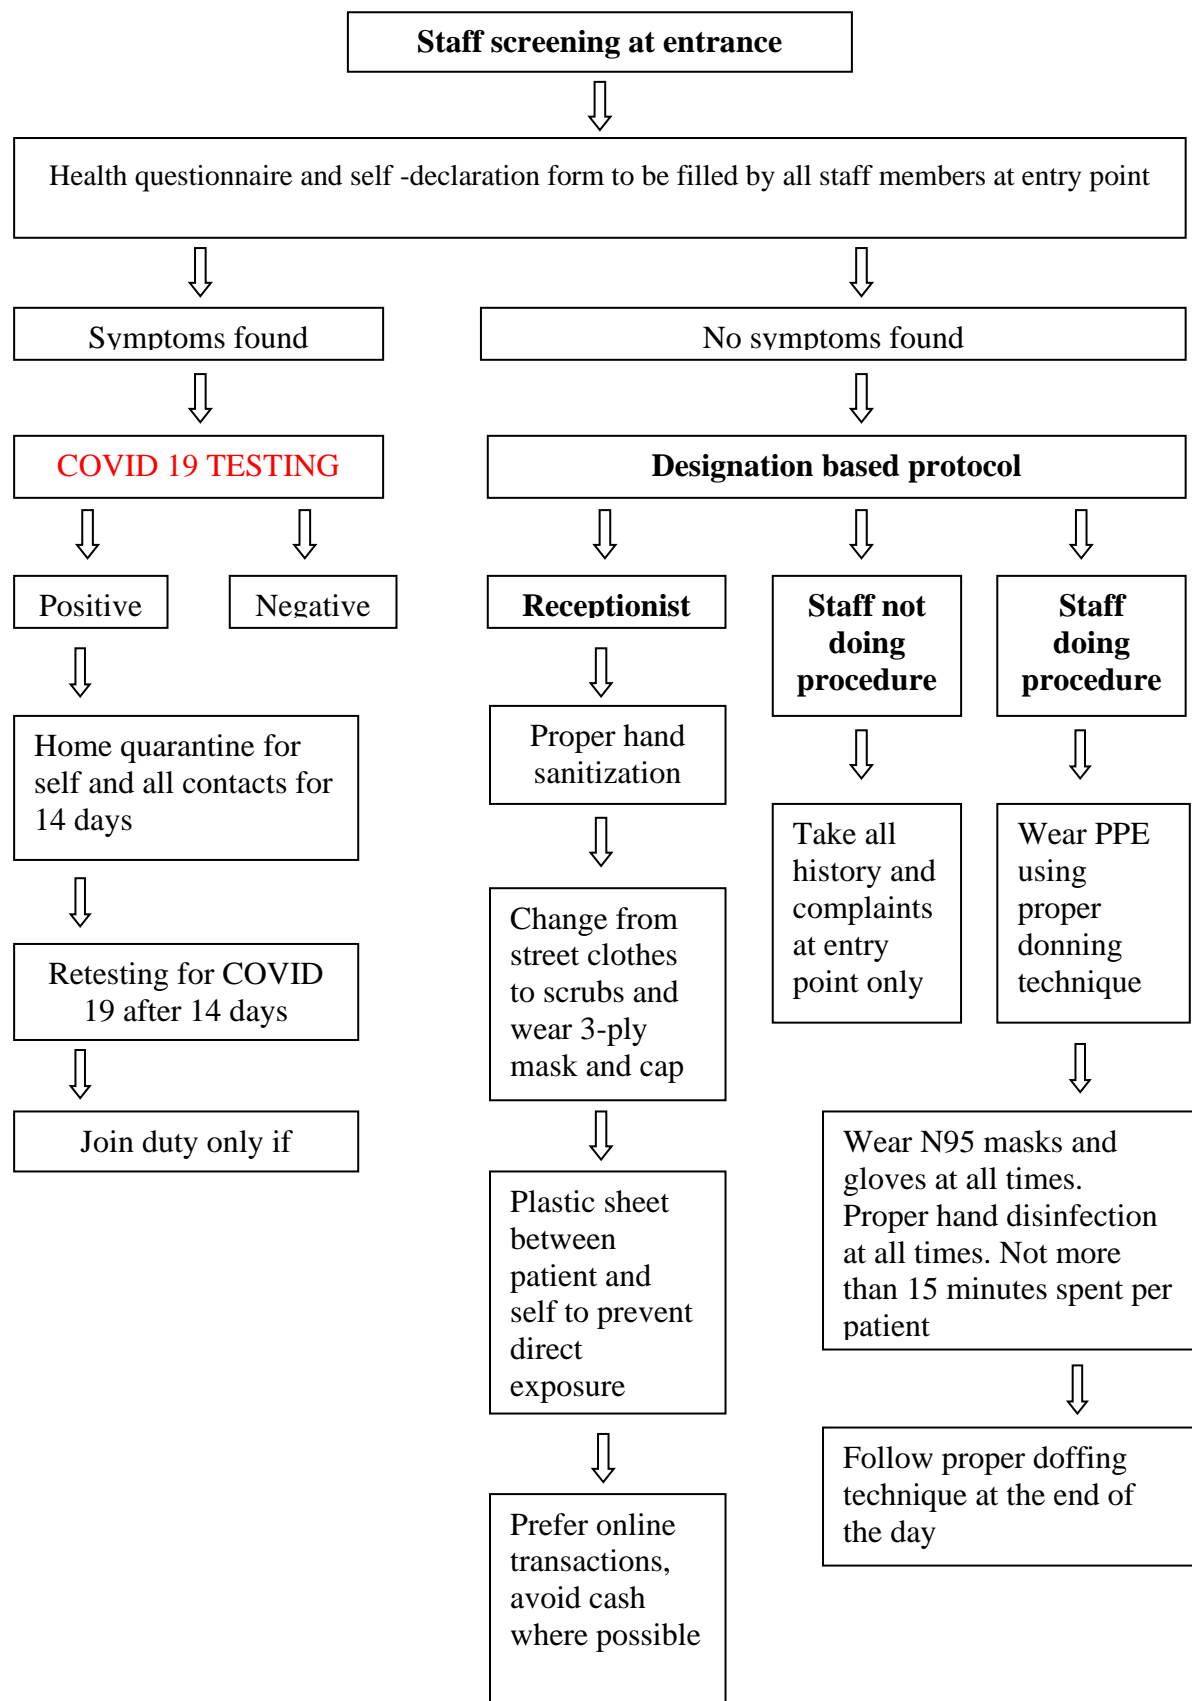 Staff screening at entrance
Health questionnaire and self -declaration form to be filled by all staff members at entry point
Symptoms found
No symptoms found
COVID 19 TESTING
Designation based protocol
Positive
Negative
Receptionist
Staff not
doing
procedure
Staff
doing
procedure
Home quarantine for
self and all contacts for
14 days
Proper hand
sanitization
Take all
history and
complaints
at entry
point only
Wear PPE
using
proper
donning
technique
Retesting for COVID
19 after 14 days
Change from
street clothes
to scrubs and
wear 3-ply
mask and cap
Join duty only if
Wear N95 masks and
gloves at all times.
Proper hand disinfection
at all times. Not more
than 15 minutes spent per
patient
Plastic sheet
between
patient and
self to prevent
direct
exposure
Follow proper doffing
technique at the end of
the day
Prefer online
transactions,
avoid cash
where possible